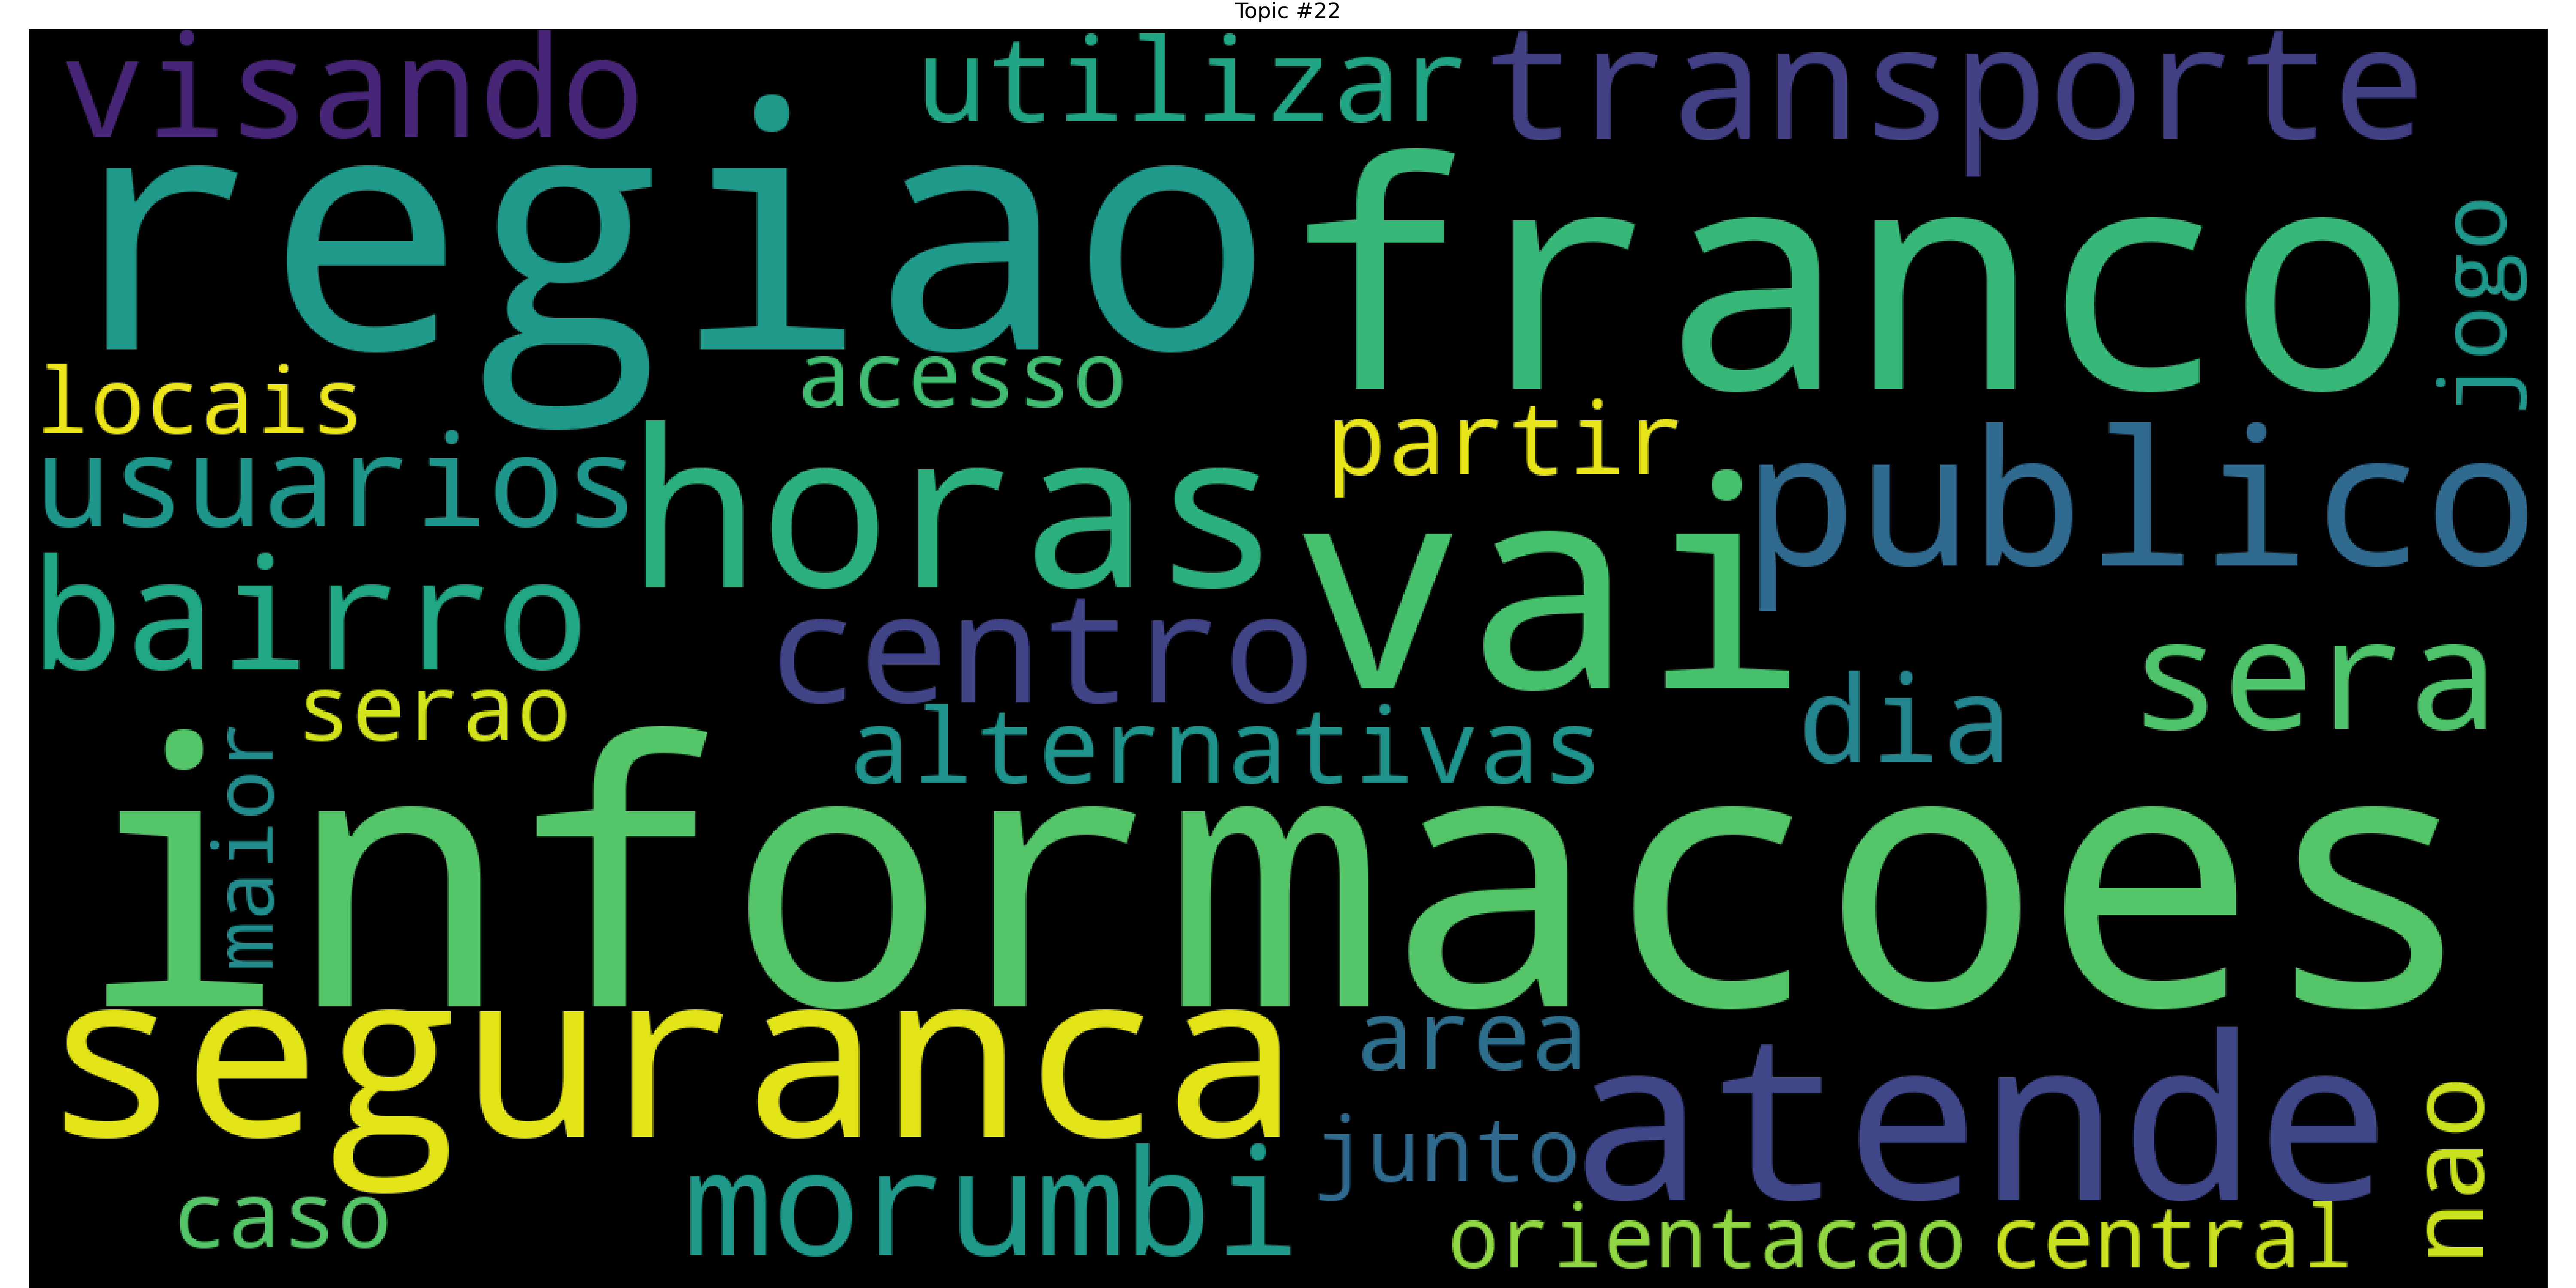 Topic #22
visando
utilizar
transporte
regiao
franco
jogo
locais
acesso
partir
usuarios
horas
publico
vai
bairro
centro
sera
serao
dia
alternativas
maior
informacoes
seguranca
area
atende
junto
nao
morumbi
caso
orientacao
central